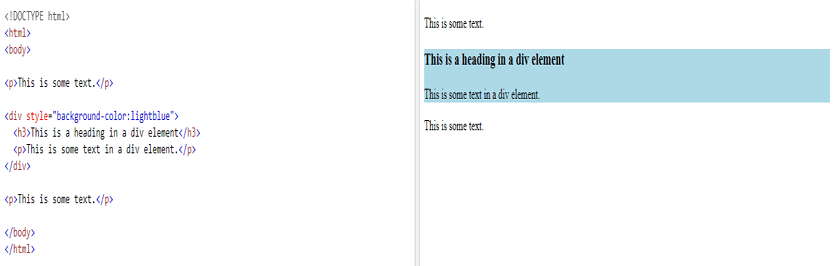 <!DOCTYPE html>
<html>
<body>
<p>This is some text.</p>
<div style="background-color:lightblue">
<h3>This is a heading in a div element</h3>
<p>This is some text in a div element.</p>
</div>
<p>This is some text.</p>
</body>
</html>
This is some text.
This is a heading in a div element
This is some text in a div element.
This is some text.